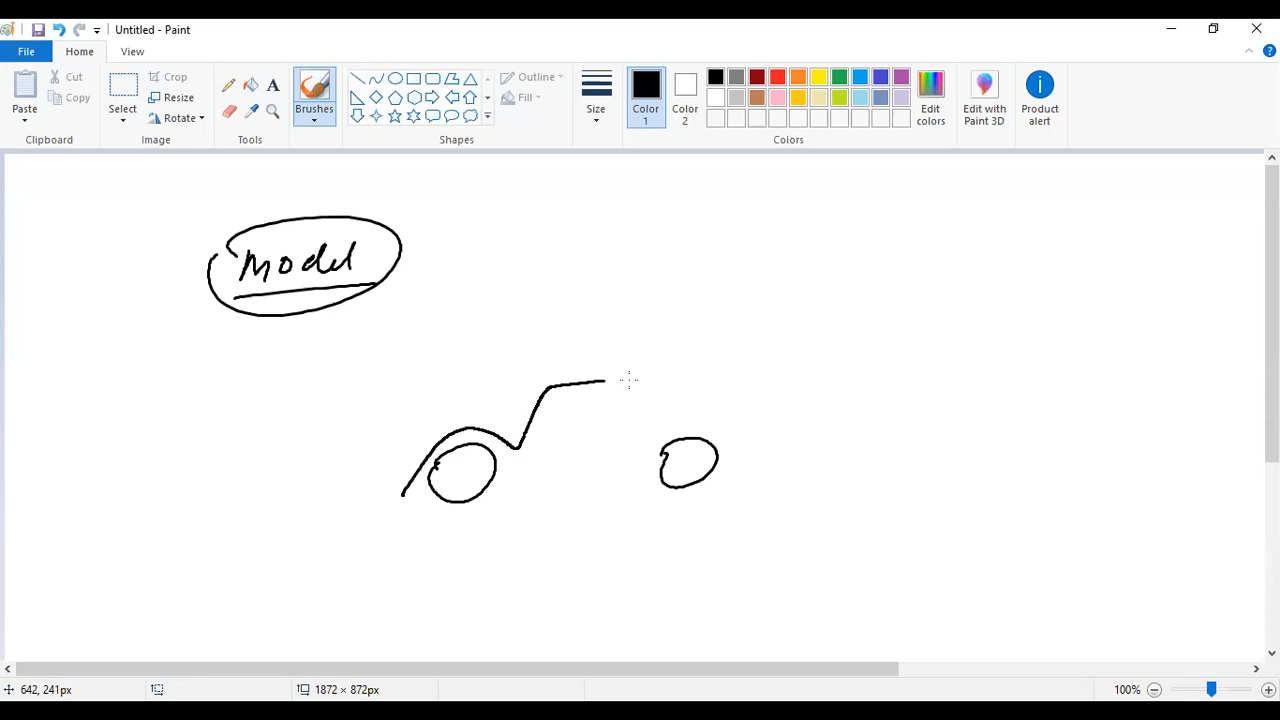 Untitled - Paint
File Home View
Paste
Cut
Copy
Clipboard
Select
Crop
Resize
Rotate
Image
Tools
Brushes
Outline
Fill
Shapes
Size
Color 1
Color 2
Edit colors
Colors
Edit with Paint 3D
Product alert
Model
642, 241px
1872 × 872px
100%